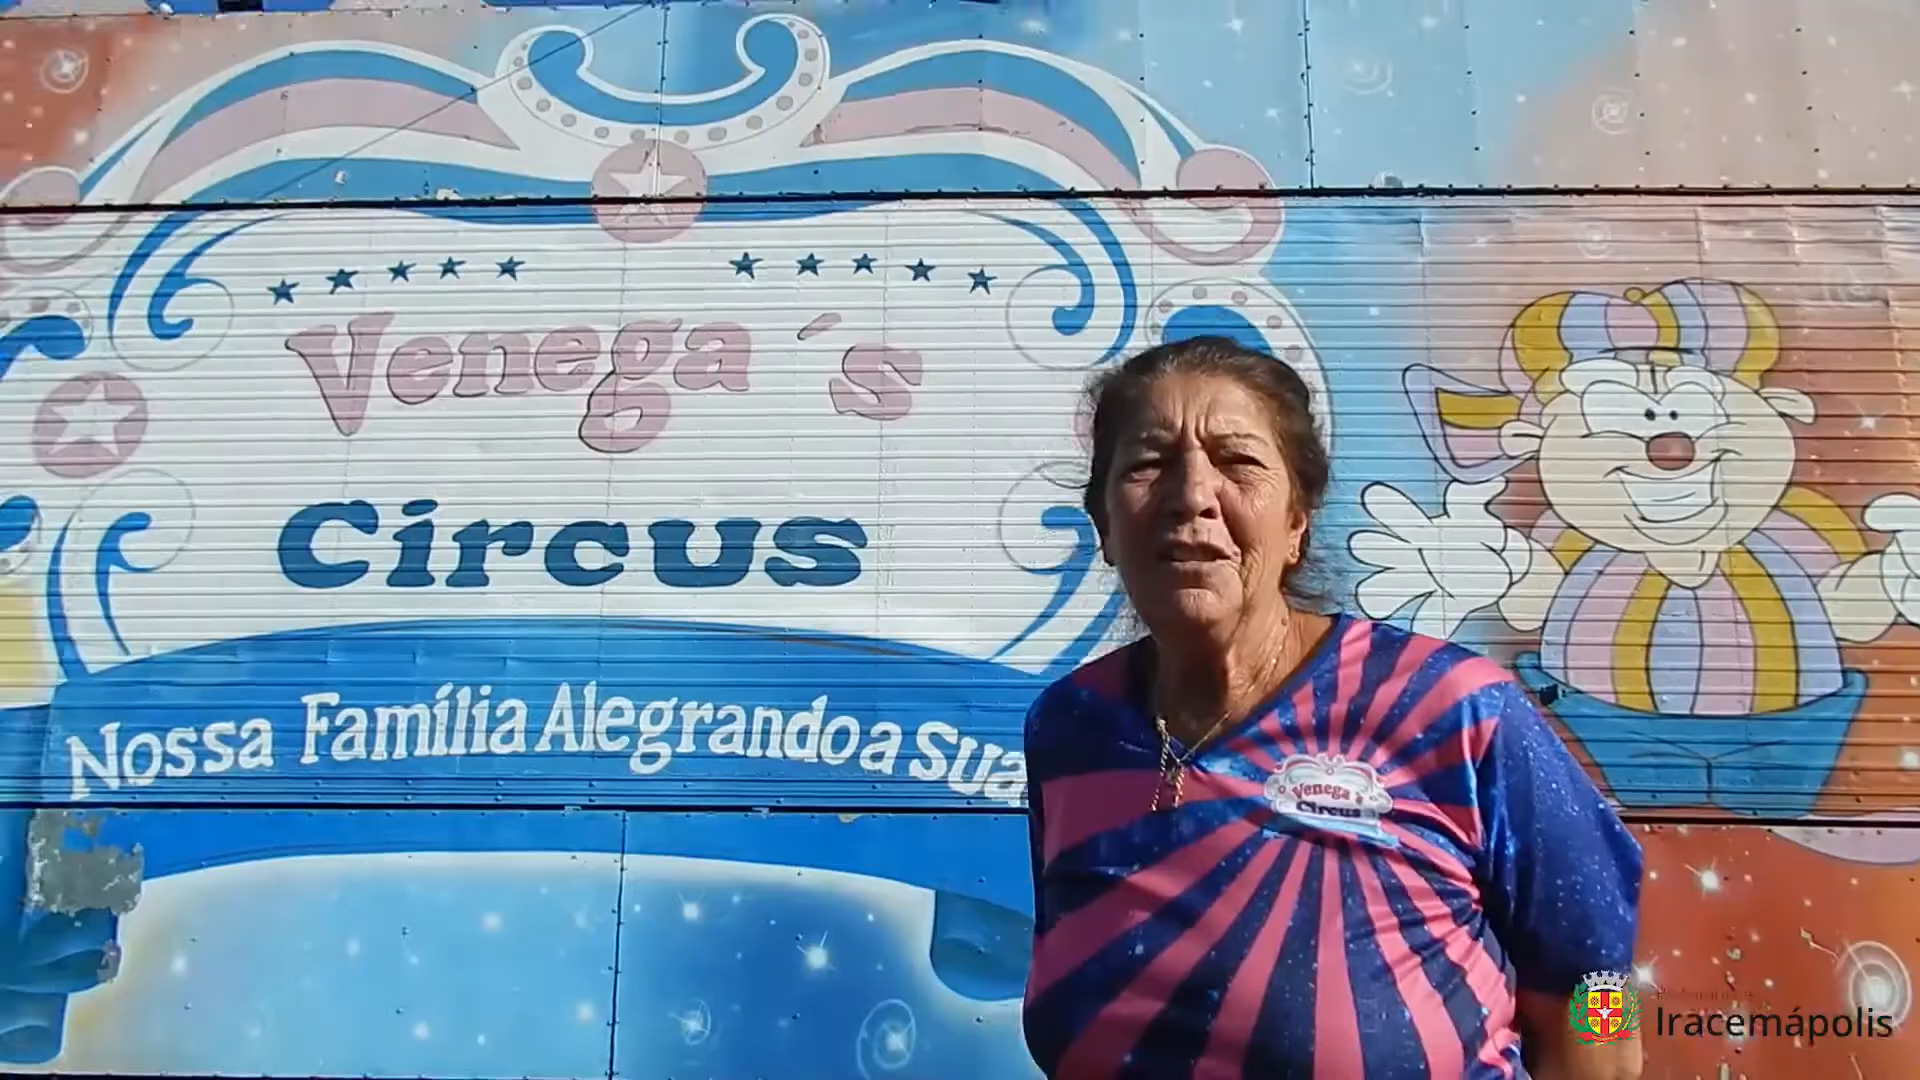 Venega´s
Circus
Nossa Família Alegrando a Sua
Venega´s
Circus
Iracemápolis